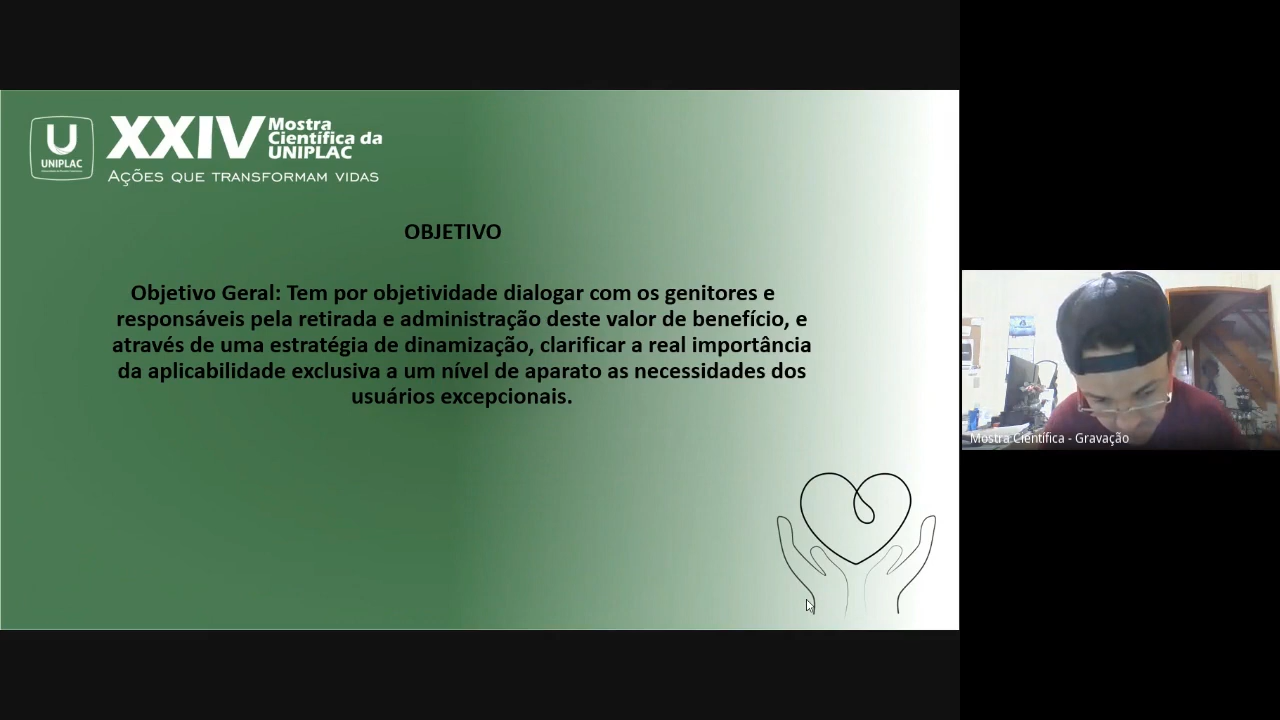 UNIPLAC
XXIV
Mostra
Científica da
UNIPLAC
AÇÕES QUE TRANSFORMAM VIDAS
OBJETIVO
Objetivo Geral: Tem por objetividade dialogar com os genitores e
responsáveis pela retirada e administração deste valor de benefício, e
através de uma estratégia de dinamização, clarificar a real importância
da aplicabilidade exclusiva a um nível de aparato as necessidades dos
usuários excepcionais.
Mostra Científica - Gravação